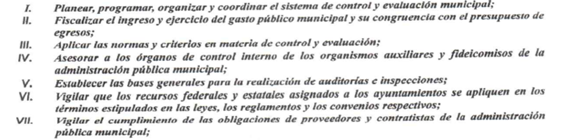 I. Planear, programar, organizar y coordinar el sistema de control y evaluación municipal;
II. Fiscalizar el ingreso y ejercicio del gasto público municipal y su congruencia con el presupuesto de
egresos;
III. Aplicar las normas y criterios en materia de control y evaluación;
IV. Asesorar a los órganos de control interno de los organismos auxiliares y fideicomisos de la
administración pública municipal;
V. Establecer las bases generales para la realización de auditorías e inspecciones;
VI. Vigilar que los recursos federales y estatales asignados a los ayuntamientos se apliquen en los
términos estipulados en las leyes, los reglamentos y los convenios respectivos;
VII. Vigilar el cumplimiento de las obligaciones de proveedores y contratistas de la administración
pública municipal;